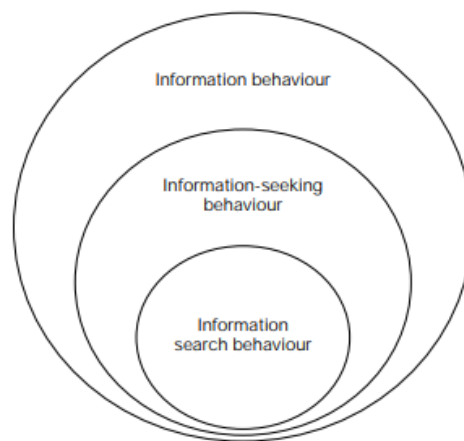 Information behaviour
Information-seeking
behaviour
Information
search behaviour